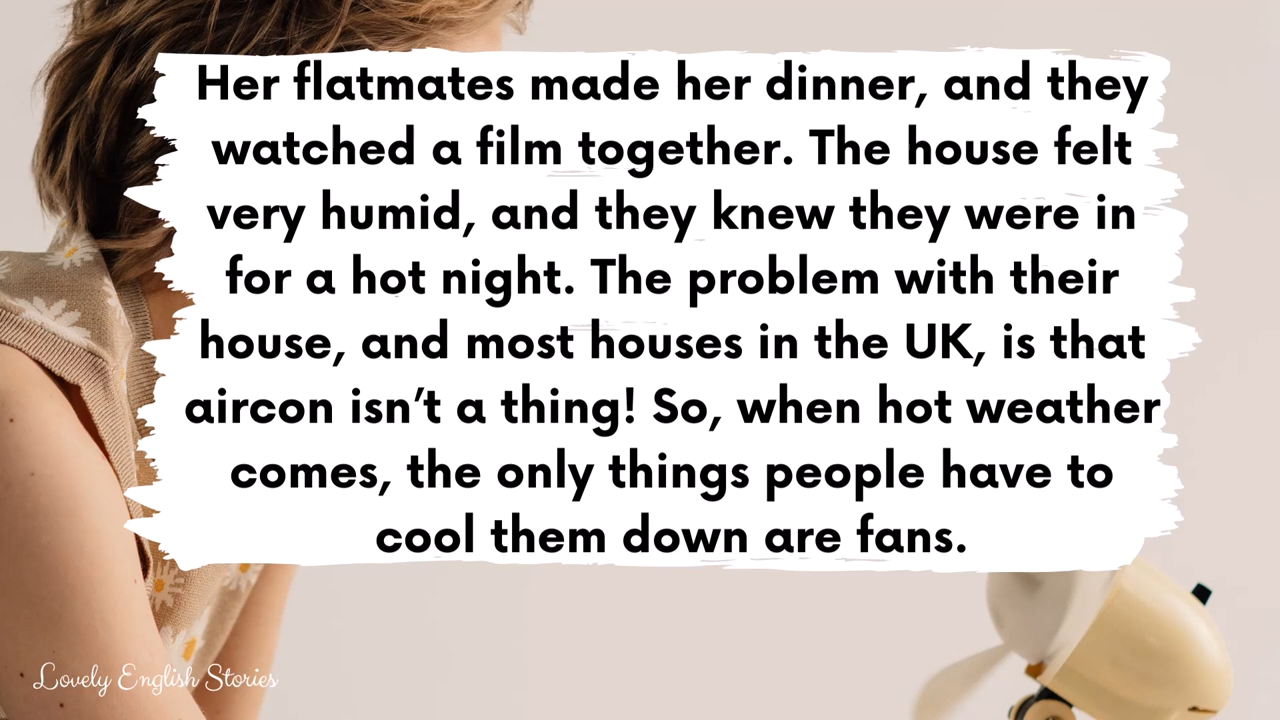 Her flatmates made her dinner, and they
watched a film together. The house felt
very humid, and they knew they were in
for a hot night. The problem with their
house, and most houses in the UK, is that
aircon isn’t a thing! So, when hot weather
comes, the only things people have to
cool them down are fans.
Lovely English Stories